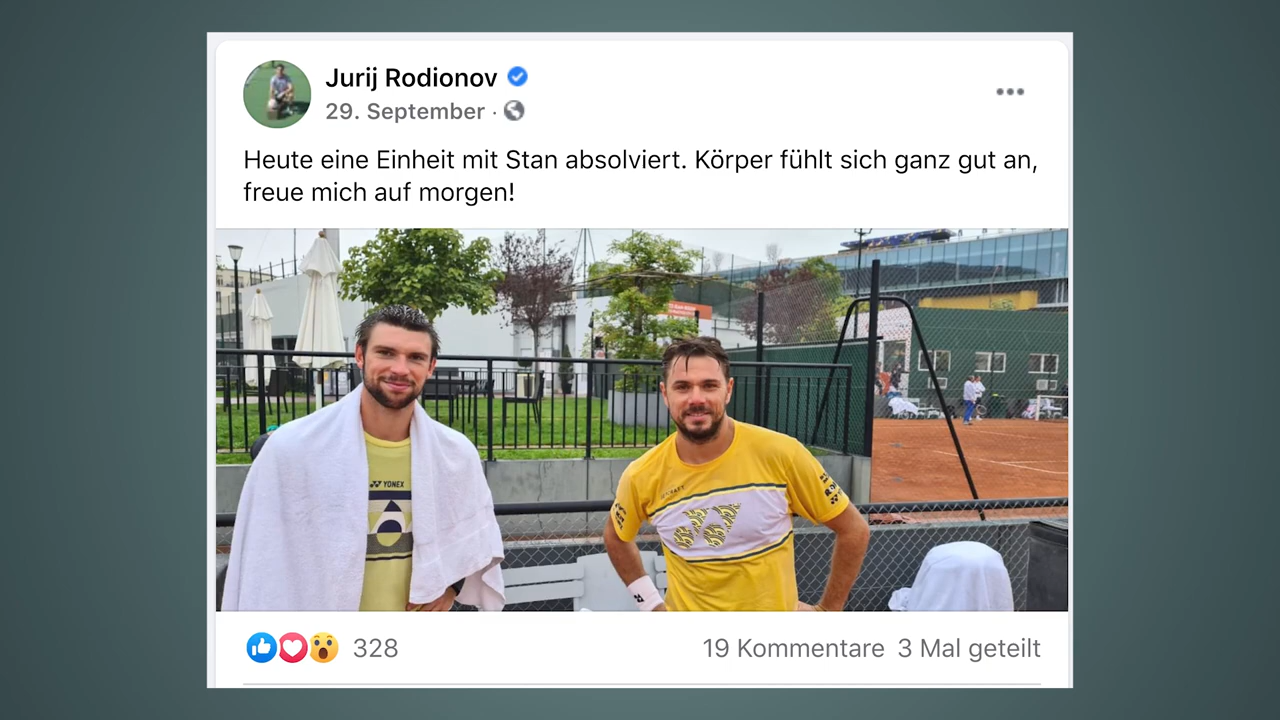 Jurij Rodionov
29. September ·
Heute eine Einheit mit Stan absolviert. Körper fühlt sich ganz gut an,
freue mich auf morgen!
YONEX
328
19 Kommentare 3 Mal geteilt